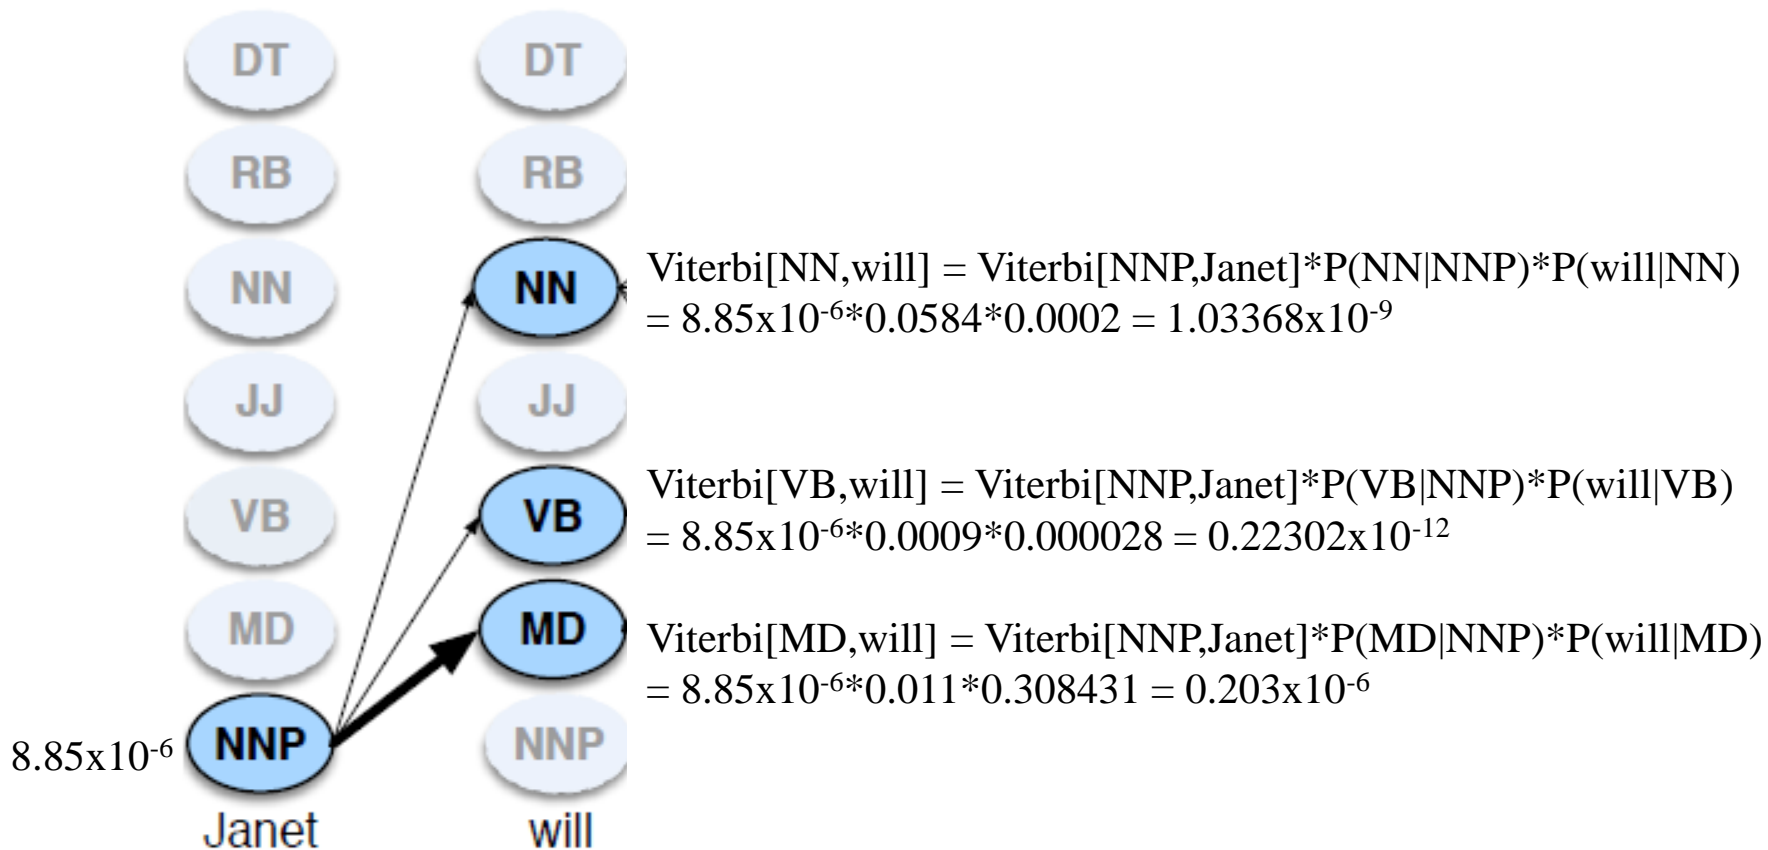 DT DT
RB RB
NN NN
Viterbi[NN,will] = Viterbi[NNP,Janet]*P(NN|NNP)*P(will|NN)
= 8.85x10⁻⁶*0.0584*0.0002 = 1.03368x10⁻⁹
JJ JJ
VB VB
Viterbi[VB,will] = Viterbi[NNP,Janet]*P(VB|NNP)*P(will|VB)
= 8.85x10⁻⁶*0.0009*0.000028 = 0.22302x10⁻¹²
MD MD
Viterbi[MD,will] = Viterbi[NNP,Janet]*P(MD|NNP)*P(will|MD)
= 8.85x10⁻⁶*0.011*0.308431 = 0.203x10⁻⁶
8.85x10⁻⁶ NNP NNP
Janet will